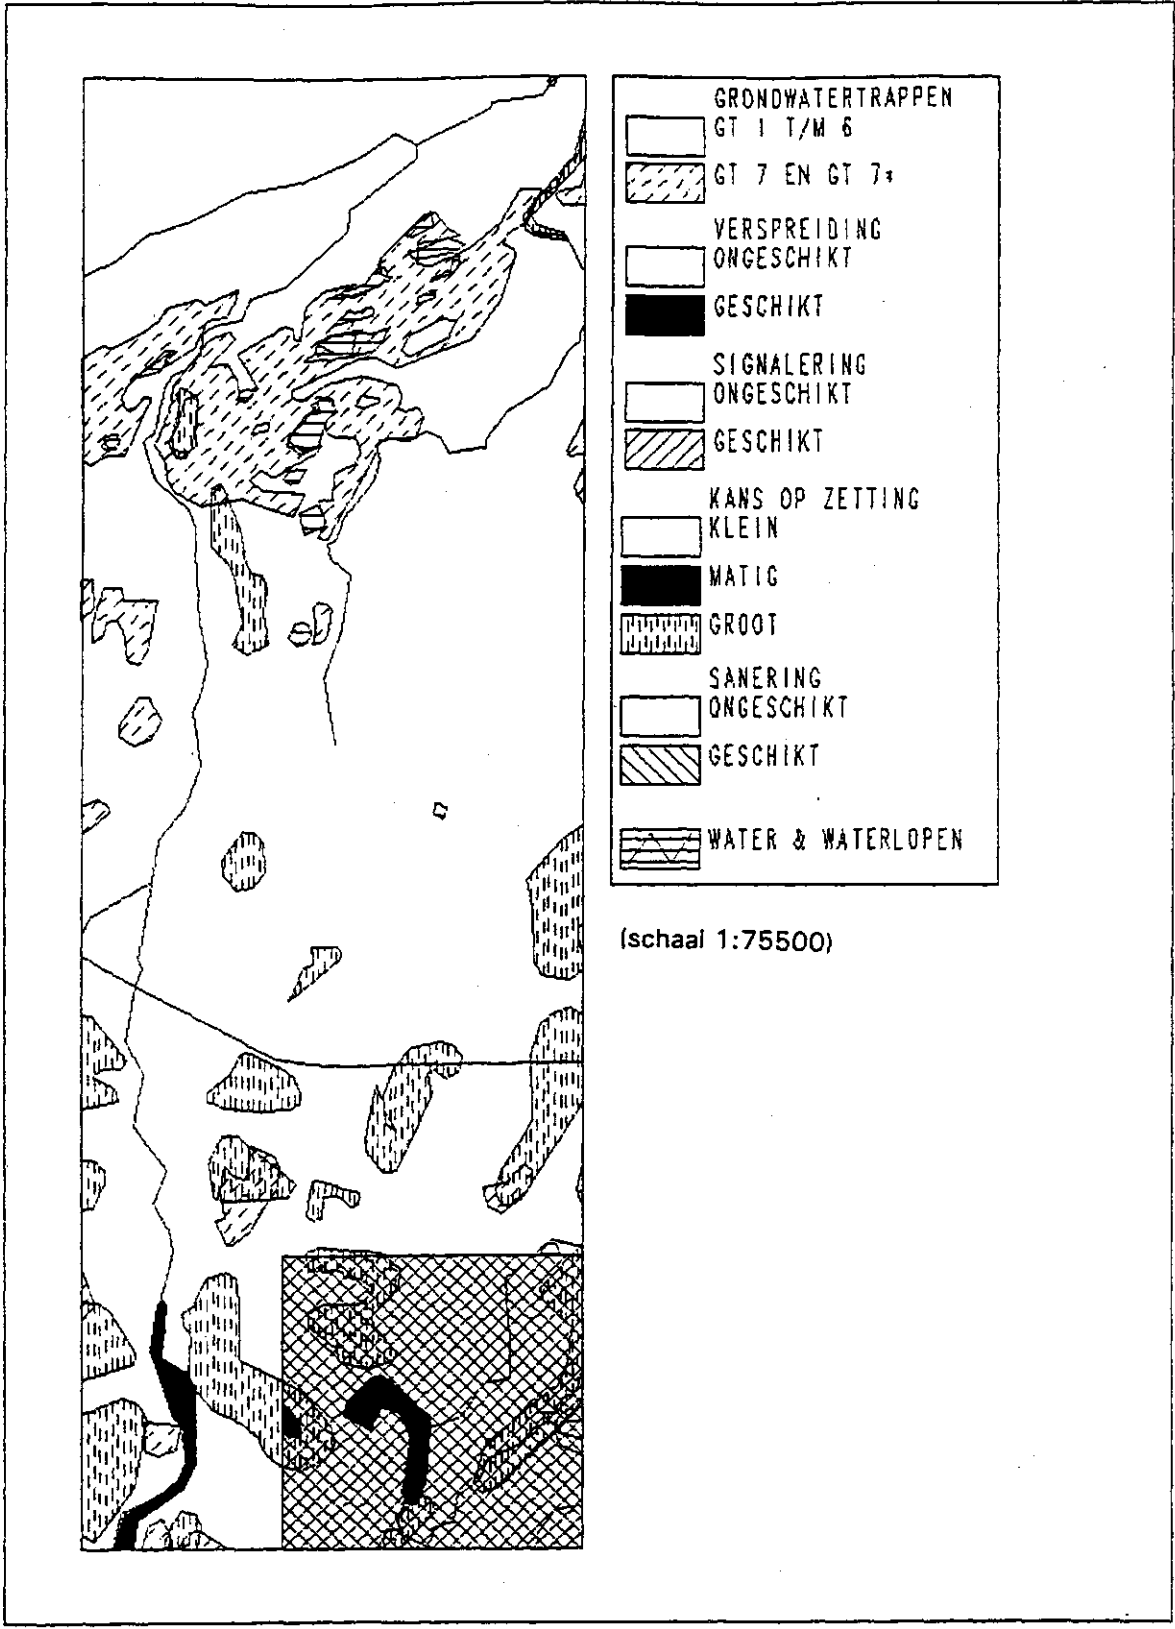 GRONDWATERTRAPPEN
GT 1 T/M 6
GT 7 EN GT 7*
VERSPREIDING
ONGESCHIKT
GESCHIKT
SIGNALERING
ONGESCHIKT
GESCHIKT
KANS OP ZETTING
KLEIN
MATIG
GROOT
SANERING
ONGESCHIKT
GESCHIKT
WATER & WATERLOPEN
(schaal 1:75500)